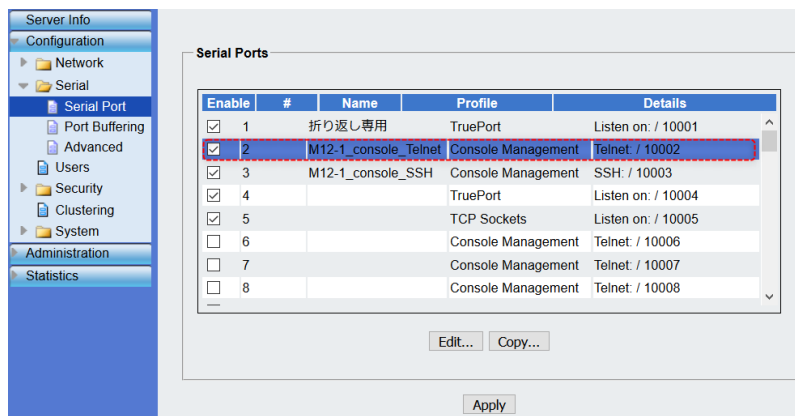 Server Info
Configuration
Network
Serial
Serial Port
Port Buffering
Advanced
Users
Security
Clustering
System
Administration
Statistics
Serial Ports
Enable # Name Profile Details
1 折り返し専用 TruePort Listen on: / 10001
2 M12-1_console_Telnet Console Management Telnet: / 10002
3 M12-1_console_SSH Console Management SSH: / 10003
4 TruePort Listen on: / 10004
5 TCP Sockets Listen on: / 10005
6 Console Management Telnet: / 10006
7 Console Management Telnet: / 10007
8 Console Management Telnet: / 10008
Edit... Copy...
Apply